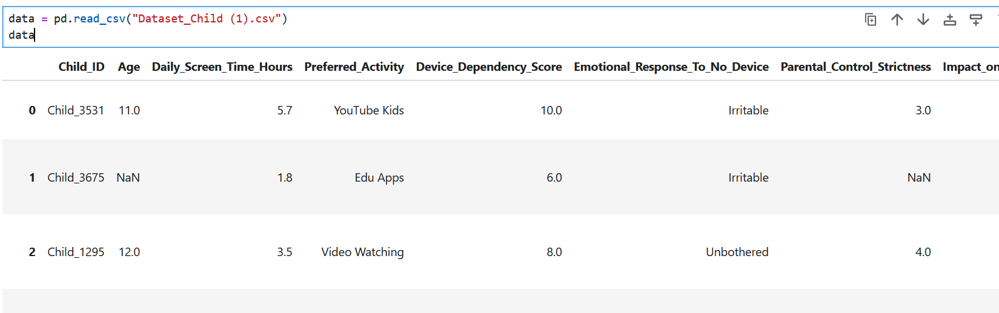 data = pd.read_csv("Dataset_Child (1).csv")
data
Child_ID Age Daily_Screen_Time_Hours Preferred_Activity Device_Dependency_Score Emotional_Response_To_No_Device Parental_Control_Strictness Impact_on
0 Child_3531 11.0 5.7 YouTube Kids 10.0 Irritable 3.0
1 Child_3675 NaN 1.8 Edu Apps 6.0 Irritable NaN
2 Child_1295 12.0 3.5 Video Watching 8.0 Unbothered 4.0